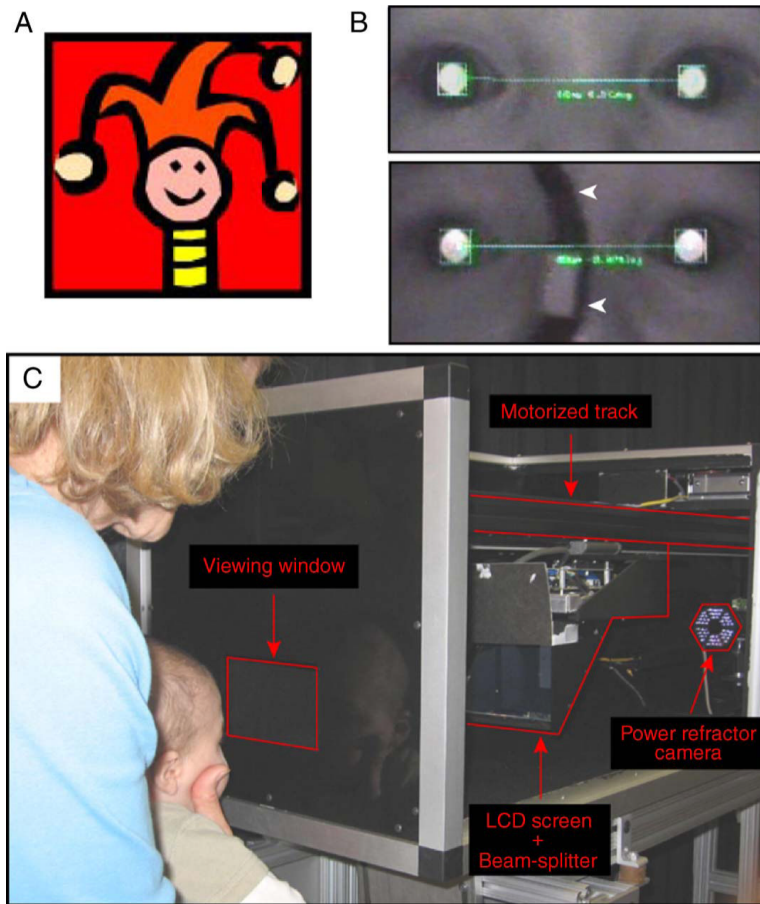 A
B
C
Motorized track
Viewing window
Power refractor
camera
LCD screen
+
Beam-splitter